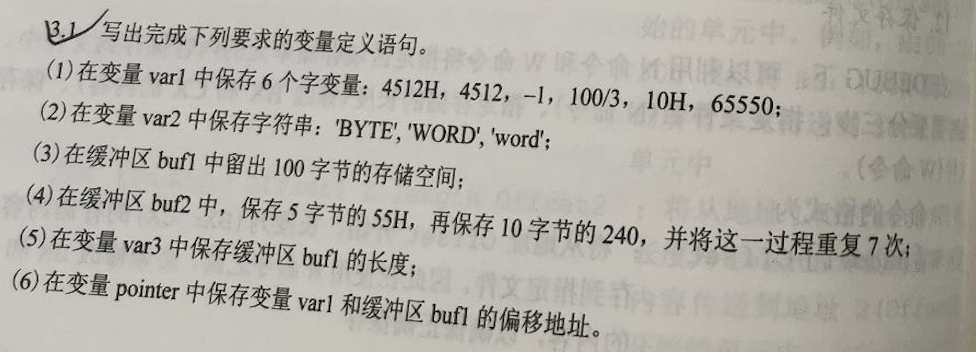 3.1 写出完成下列要求的变量定义语句。
(1)在变量 var1 中保存 6 个字变量：4512H，4512，–1，100/3，10H，65550；
(2)在变量 var2 中保存字符串：'BYTE', 'WORD', 'word'；
(3)在缓冲区 buf1 中留出 100 字节的存储空间；
(4)在缓冲区 buf2 中，保存 5 字节的 55H，再保存 10 字节的 240，并将这一过程重复 7 次；
(5)在变量 var3 中保存缓冲区 buf1 的长度；
(6)在变量 pointer 中保存变量 var1 和缓冲区 buf1 的偏移地址。